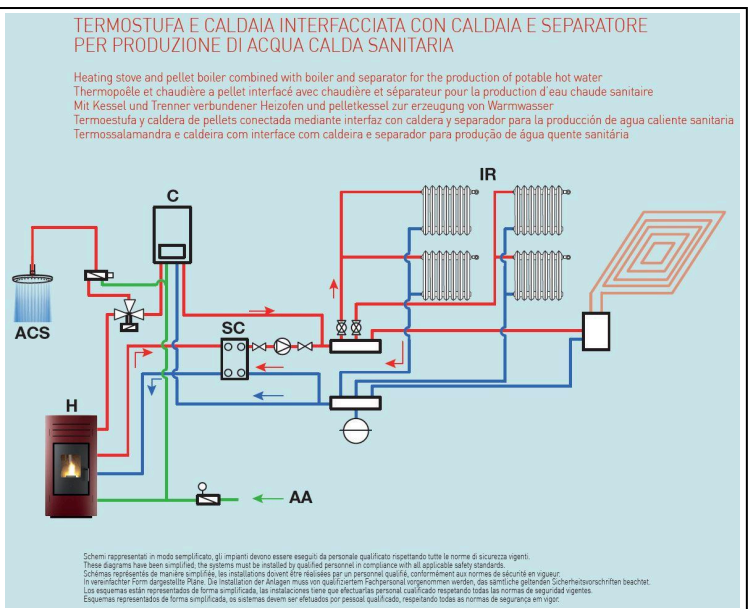 TERMOSTUFA E CALDAIA INTERFACCIATA CON CALDAIA E SEPARATORE
PER PRODUZIONE DI ACQUA CALDA SANITARIA
Heating stove and pellet boiler combined with boiler and separator for the production of potable hot water
Thermopoêle et chaudière a pellet interfacé avec chaudière et séparateur pour la production d'eau chaude sanitaire
Mit Kessel und Trenner verbundener Heizofen und pelletkessel zur erzeugung von Warmwasser
Termoestufa y caldera de pellets conectada mediante interfaz con caldera y separador para la producción de agua caliente sanitaria
Termossalamandra e caldeira com interface com caldeira e separador para produção de água quente sanitária
IR
C
ACS
SC
H
AA
Schemi rappresentati in modo semplificato, gli impianti devono essere eseguiti da personale qualificato rispettando tutte le norme di sicurezza vigenti.
These diagrams have been simplified, the systems must be installed by qualified personnel in compliance with all applicable safety standards.
Schémas représentés de manière simplifiée, les installations doivent être réalisées par un personnel qualifié, conformément aux normes de sécurité en vigueur.
In vereinfachter Form dargestellte Pläne. Die Installation der Anlagen muss von qualifiziertem Fachpersonal vorgenommen werden, das sämtliche geltenden Sicherheitsvorschriften beachtet.
Los esquemas están representados de forma simplificada, las instalaciones tiene que efectuarlas personal cualificado respetando todas las normas de seguridad vigentes.
Esquemas representados de forma simplificada, os sistemas devem ser efetuados por pessoal qualificado, respeitando todas as normas de segurança em vigor.